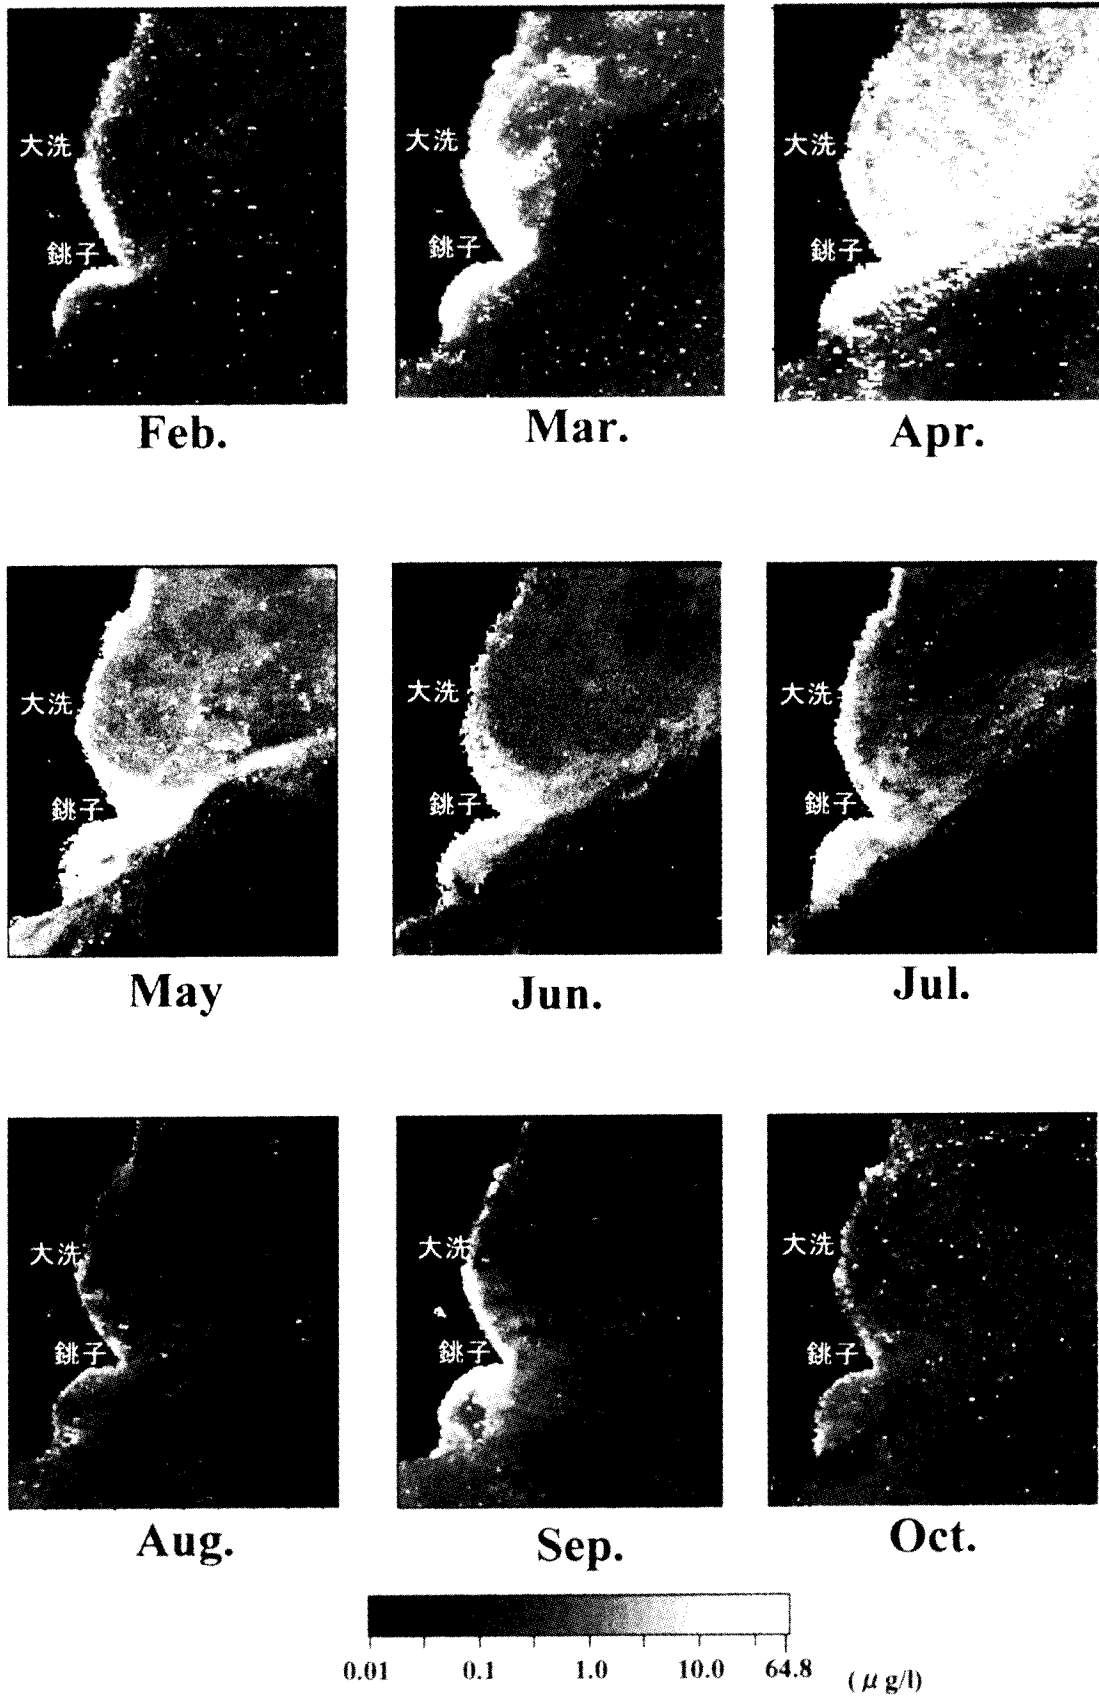 大洗
銚子
Feb.
大洗
銚子
Mar.
大洗
銚子
Apr.
大洗
銚子
May
大洗
銚子
Jun.
大洗
銚子
Jul.
大洗
銚子
Aug.
大洗
銚子
Sep.
大洗
銚子
Oct.
0.01 0.1 1.0 10.0 64.8 (μg/l)